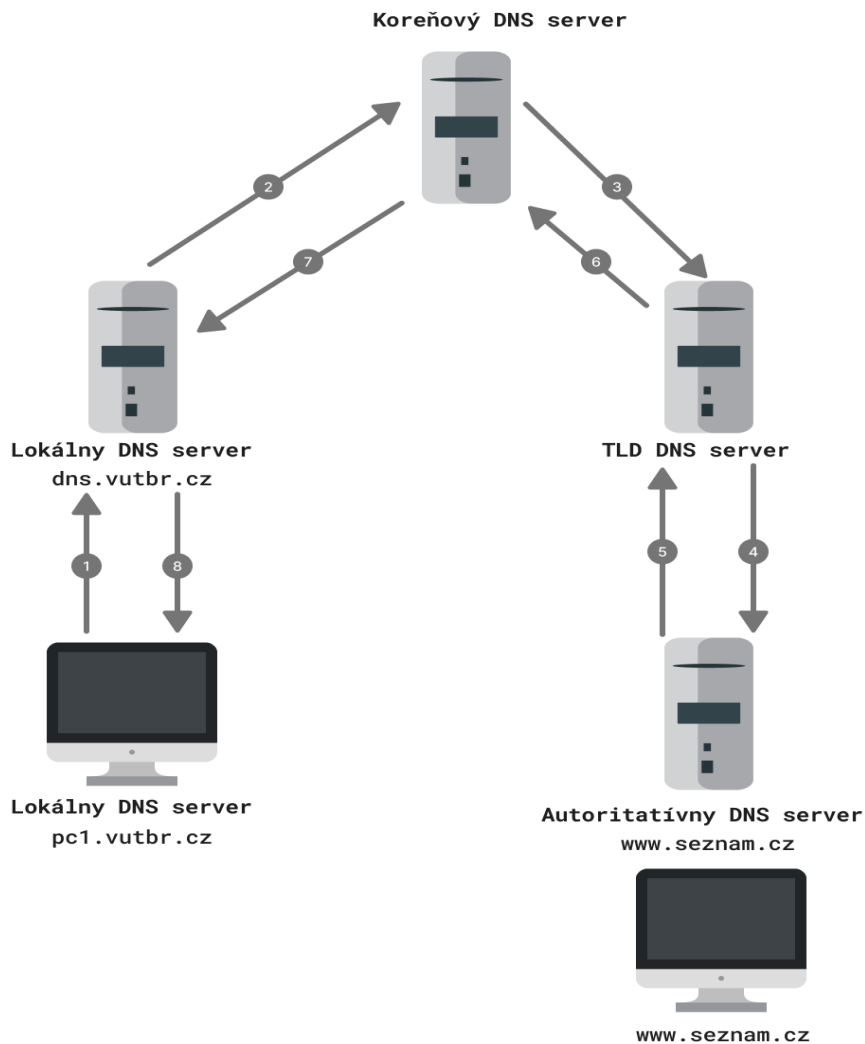 Koreňový DNS server
2
3
7
6
Lokálny DNS server
dns.vutbr.cz
TLD DNS server
1
8
5
4
Lokálny DNS server
pc1.vutbr.cz
Autoritatívny DNS server
www.seznam.cz
www.seznam.cz